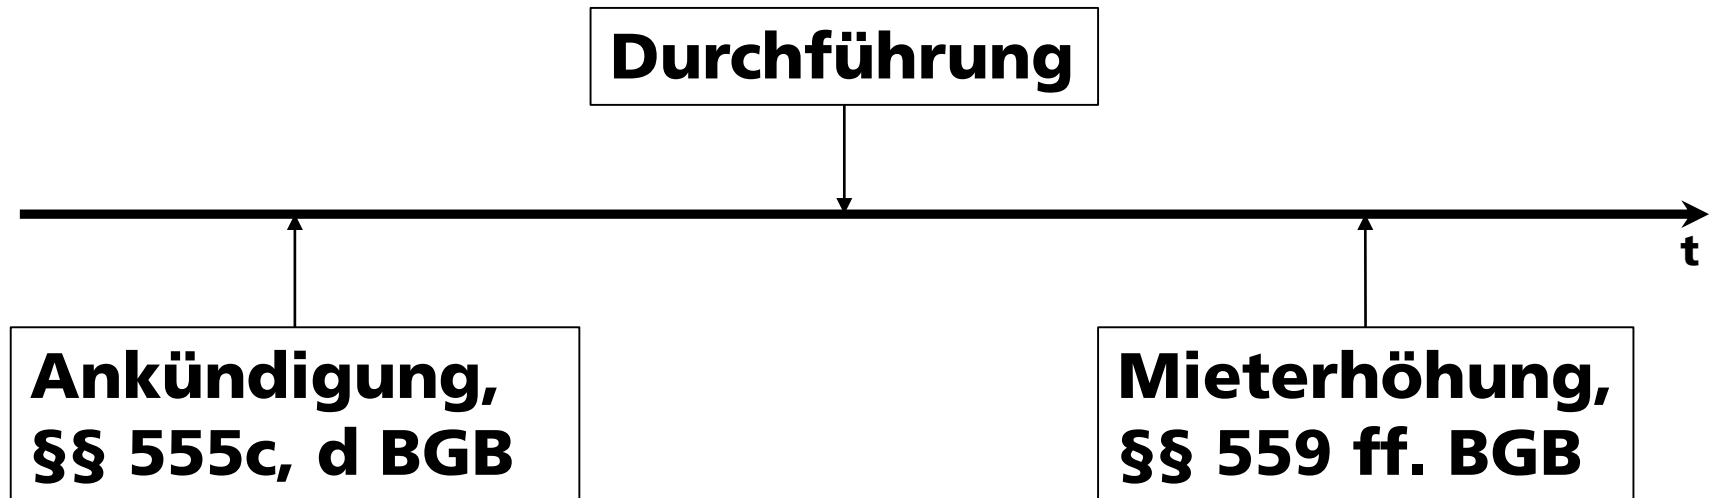 Durchführung
t
Ankündigung,
§§ 555c, d BGB
Mieterhöhung,
§§ 559 ff. BGB